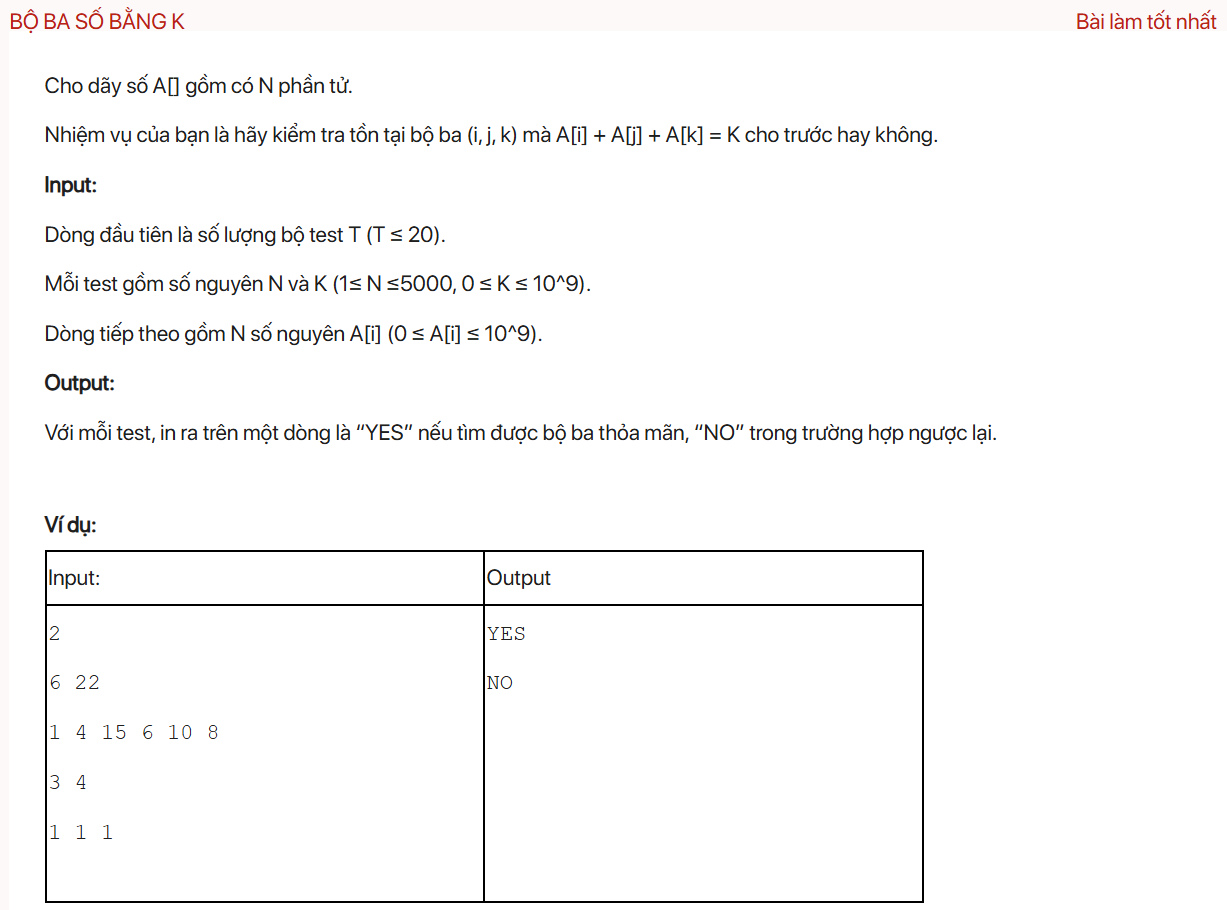 BỘ BA SỐ BẰNG K
Bài làm tốt nhất
Cho dãy số A[] gồm có N phần tử.
Nhiệm vụ của bạn là hãy kiểm tra tồn tại bộ ba (i, j, k) mà A[i] + A[j] + A[k] = K cho trước hay không.
Input:
Dòng đầu tiên là số lượng bộ test T (T ≤ 20).
Mỗi test gồm số nguyên N và K (1≤ N ≤5000, 0 ≤ K ≤ 10^9).
Dòng tiếp theo gồm N số nguyên A[i] (0 ≤ A[i] ≤ 10^9).
Output:
Với mỗi test, in ra trên một dòng là “YES” nếu tìm được bộ ba thỏa mãn, “NO” trong trường hợp ngược lại.
Ví dụ:
Input:
Output
2
6 22
1 4 15 6 10 8
3 4
1 1 1
YES
NO